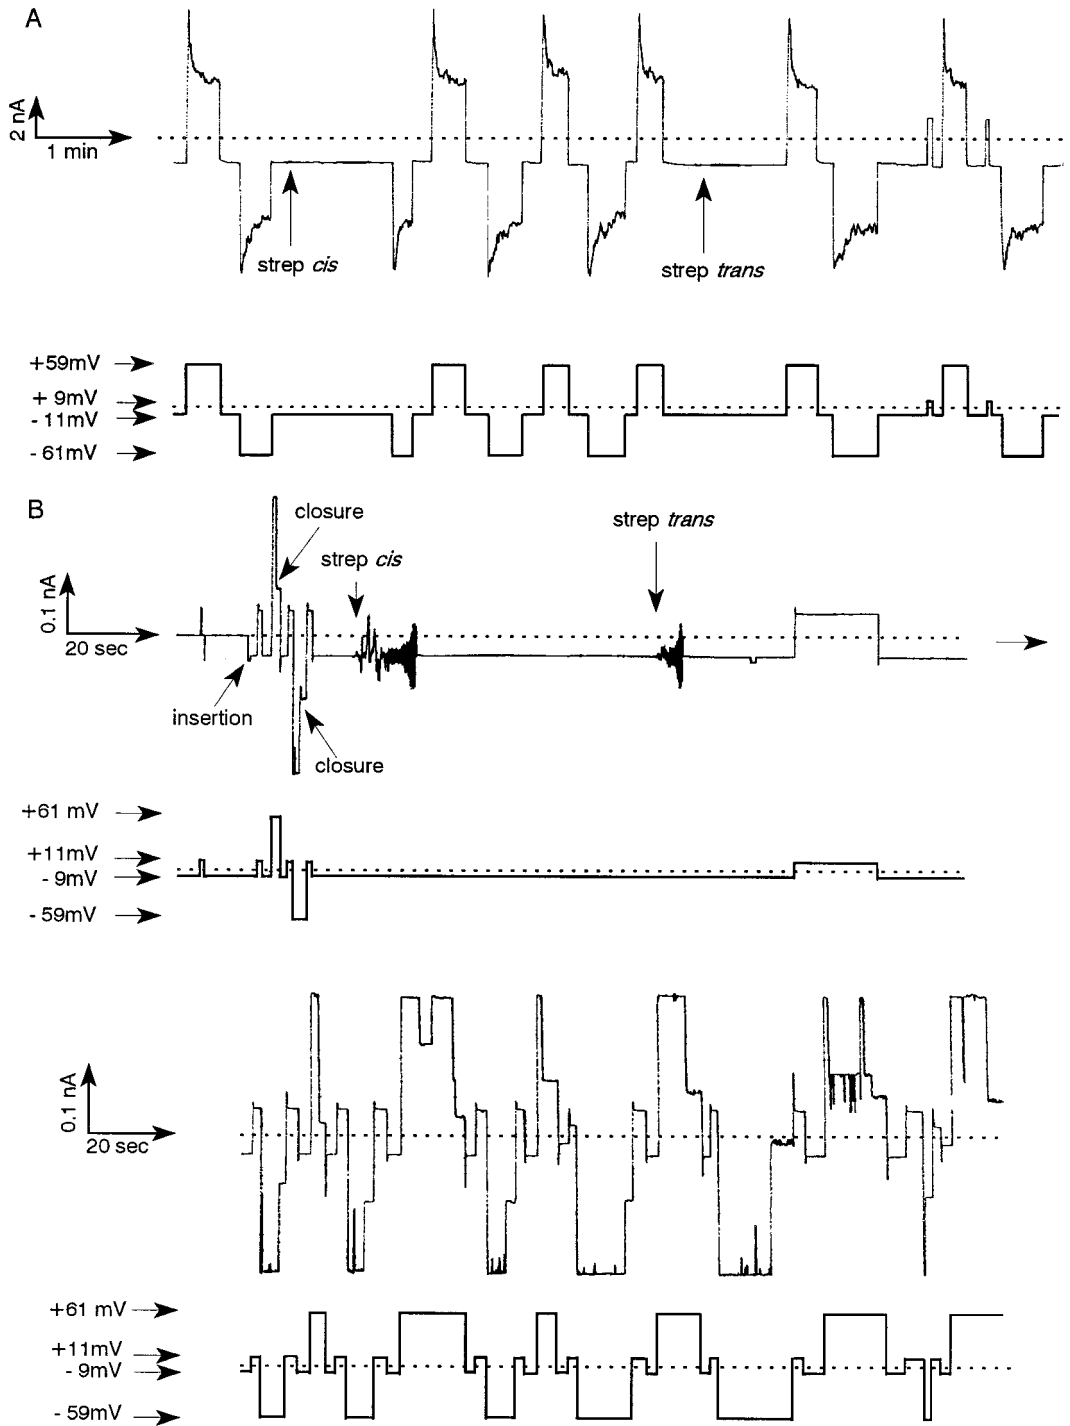 A
2 nA
1 min
strep cis
strep trans
+59mV
+ 9mV
- 11mV
- 61mV
B
closure
strep cis
strep trans
0.1 nA
20 sec
insertion
closure
+61 mV
+11mV
- 9mV
- 59mV
0.1 nA
20 sec
+61 mV
+11mV
- 9mV
- 59mV